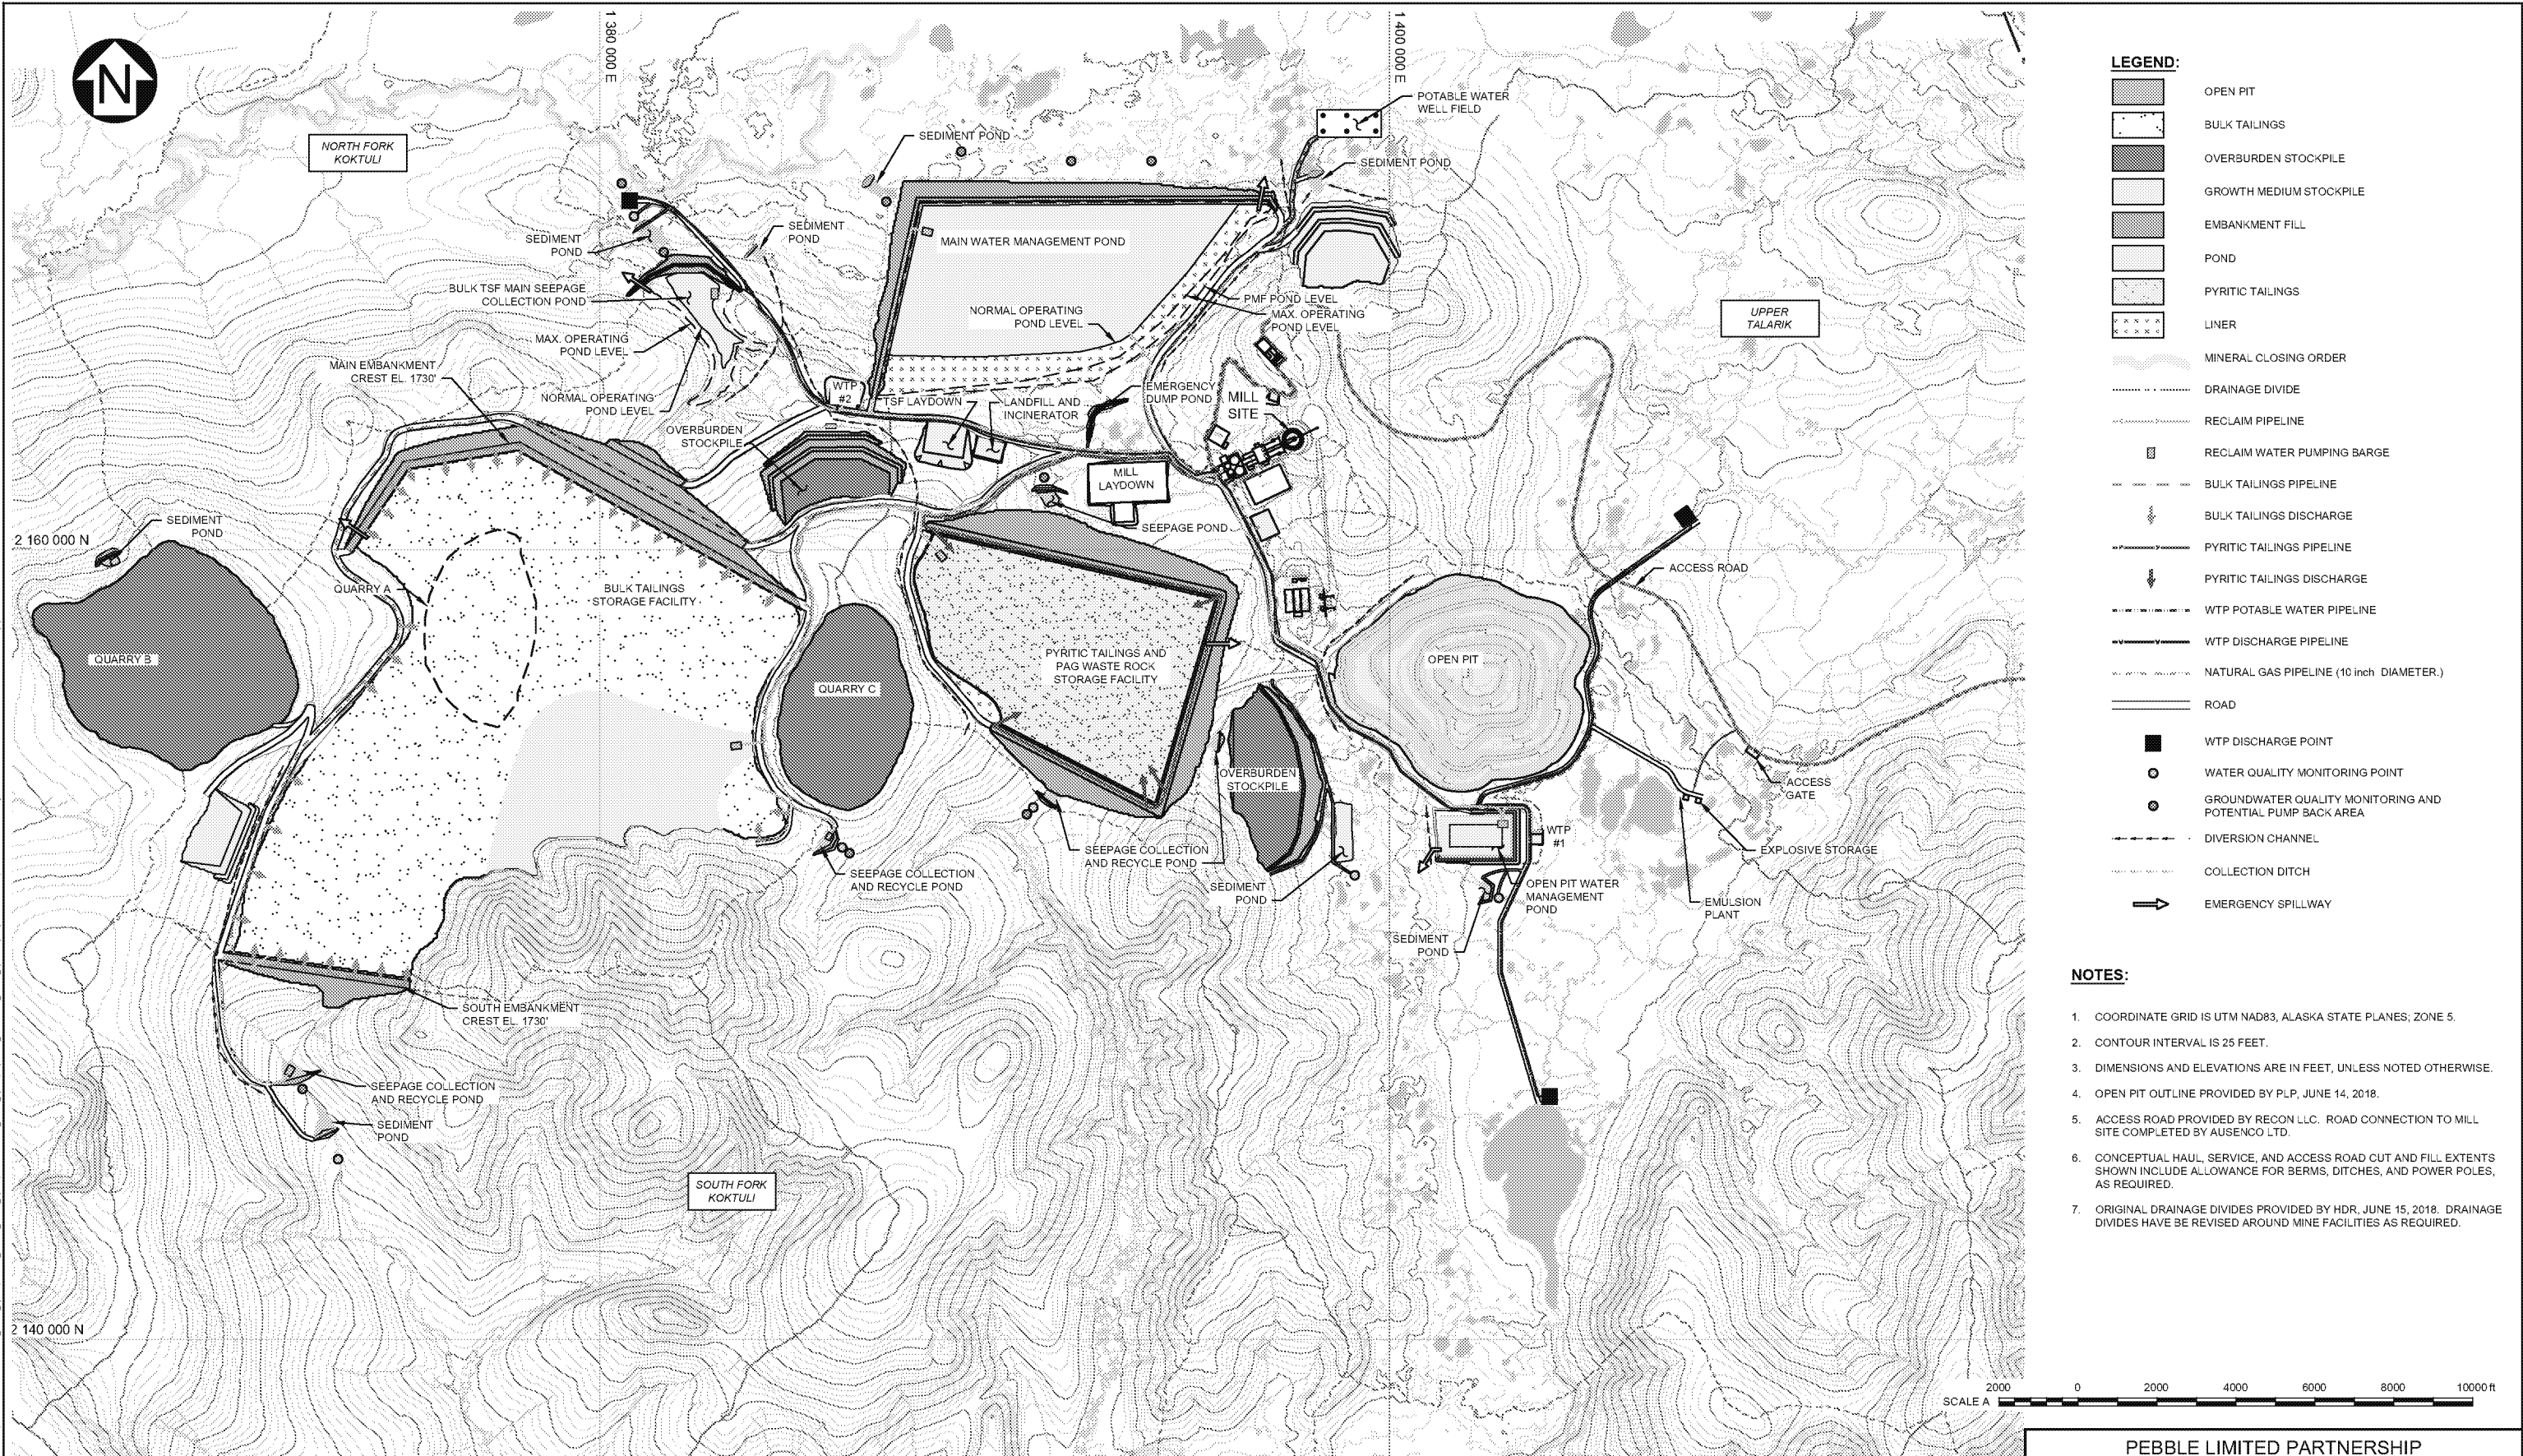 N
1 380 000 E
1 400 000 E
2 160 000 N
2 140 000 N
NORTH FORK
KOKTULI
SEDIMENT POND
POTABLE WATER
WELL FIELD
SEDIMENT POND
SEDIMENT
POND
SEDIMENT
POND
MAIN WATER MANAGEMENT POND
BULK TSF MAIN SEEPAGE
COLLECTION POND
NORMAL OPERATING
POND LEVEL
PMF POND LEVEL
MAX. OPERATING
POND LEVEL
UPPER
TALARIK
MAX. OPERATING
POND LEVEL
MAIN EMBANKMENT
CREST EL. 1730'
NORMAL OPERATING
POND LEVEL
WTP
#2
TSF LAYDOWN
LANDFILL AND
INCINERATOR
EMERGENCY
DUMP POND
MILL
SITE
OVERBURDEN
STOCKPILE
MILL
LAYDOWN
SEEPAGE POND
SEDIMENT
POND
QUARRY A
BULK TAILINGS
STORAGE FACILITY
ACCESS ROAD
QUARRY B
QUARRY C
PYRITIC TAILINGS AND
PAG WASTE ROCK
STORAGE FACILITY
OPEN PIT
OVERBURDEN
STOCKPILE
ACCESS
GATE
SEEPAGE COLLECTION
AND RECYCLE POND
SEEPAGE COLLECTION
AND RECYCLE POND
WTP
#1
EXPLOSIVE STORAGE
SEDIMENT
POND
OPEN PIT WATER
MANAGEMENT
POND
EMULSION
PLANT
SEDIMENT
POND
SOUTH EMBANKMENT
CREST EL. 1730'
SEEPAGE COLLECTION
AND RECYCLE POND
SEDIMENT
POND
SOUTH FORK
KOKTULI
LEGEND:
OPEN PIT
BULK TAILINGS
OVERBURDEN STOCKPILE
GROWTH MEDIUM STOCKPILE
EMBANKMENT FILL
POND
PYRITIC TAILINGS
LINER
MINERAL CLOSING ORDER
DRAINAGE DIVIDE
RECLAIM PIPELINE
RECLAIM WATER PUMPING BARGE
BULK TAILINGS PIPELINE
BULK TAILINGS DISCHARGE
PYRITIC TAILINGS PIPELINE
PYRITIC TAILINGS DISCHARGE
WTP POTABLE WATER PIPELINE
WTP DISCHARGE PIPELINE
NATURAL GAS PIPELINE (10 inch DIAMETER.)
ROAD
WTP DISCHARGE POINT
WATER QUALITY MONITORING POINT
GROUNDWATER QUALITY MONITORING AND
POTENTIAL PUMP BACK AREA
DIVERSION CHANNEL
COLLECTION DITCH
EMERGENCY SPILLWAY
NOTES:
1. COORDINATE GRID IS UTM NAD83, ALASKA STATE PLANES; ZONE 5.
2. CONTOUR INTERVAL IS 25 FEET.
3. DIMENSIONS AND ELEVATIONS ARE IN FEET, UNLESS NOTED OTHERWISE.
4. OPEN PIT OUTLINE PROVIDED BY PLP, JUNE 14, 2018.
5. ACCESS ROAD PROVIDED BY RECON LLC. ROAD CONNECTION TO MILL
SITE COMPLETED BY AUSENCO LTD.
6. CONCEPTUAL HAUL, SERVICE, AND ACCESS ROAD CUT AND FILL EXTENTS
SHOWN INCLUDE ALLOWANCE FOR BERMS, DITCHES, AND POWER POLES,
AS REQUIRED.
7. ORIGINAL DRAINAGE DIVIDES PROVIDED BY HDR, JUNE 15, 2018. DRAINAGE
DIVIDES HAVE BE REVISED AROUND MINE FACILITIES AS REQUIRED.
2000 0 2000 4000 6000 8000 10000 ft
SCALE A
PEBBLE LIMITED PARTNERSHIP